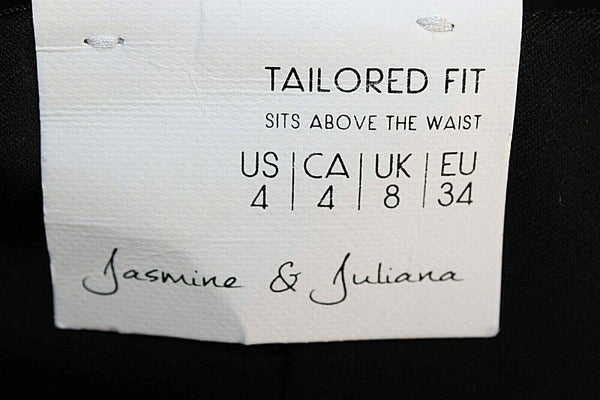 TAILORED FIT
SITS ABOVE THE WAIST
US | CA | UK | EU
4 | 4 | 8 | 34
Jasmine & Juliana